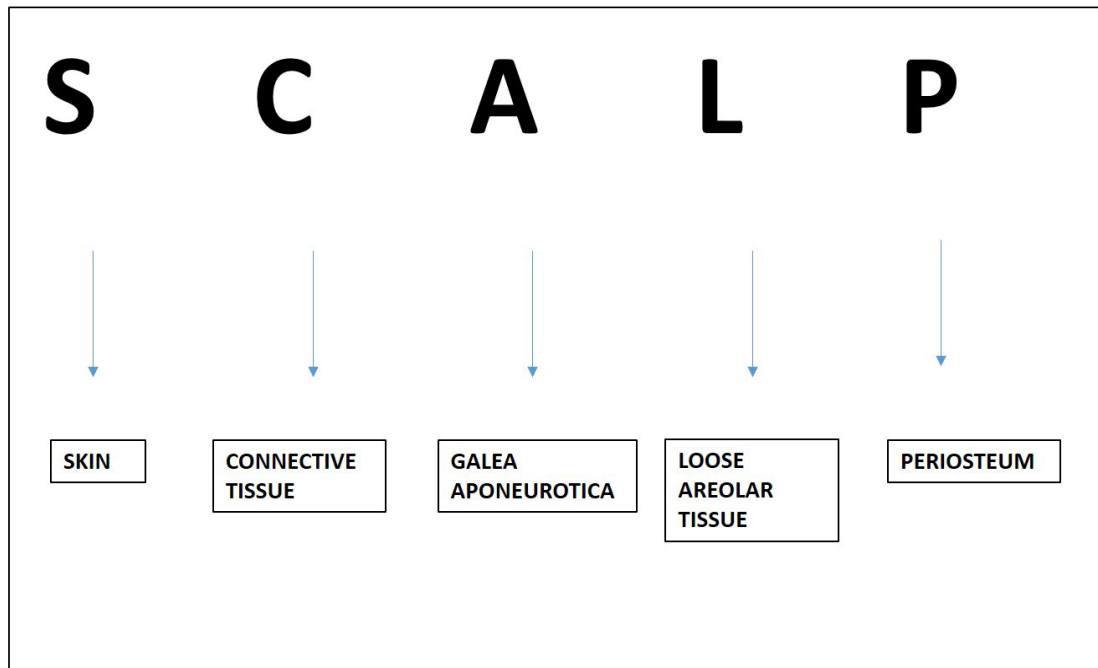 S C A L P
SKIN
CONNECTIVE
TISSUE
GALEA
APONEUROTICA
LOOSE
AREOLAR
TISSUE
PERIOSTEUM